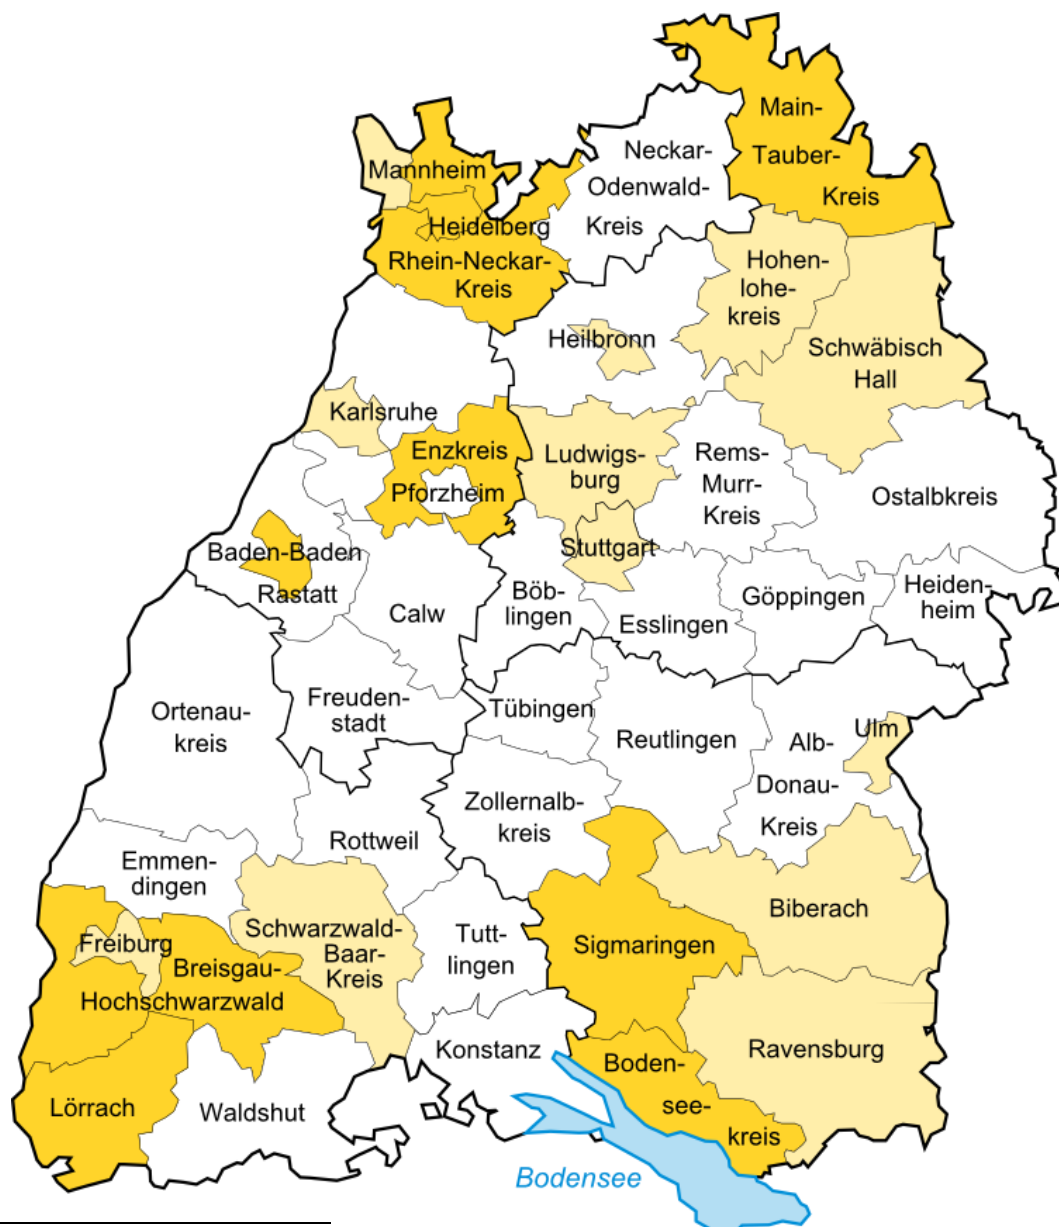 Main-
Tauber-
Kreis
Neckar-
Odenwald-
Kreis
Mannheim
Heidelberg
Rhein-Neckar-
Kreis
Hohen-
lohe-
kreis
Schwäbisch
Hall
Heilbronn
Karlsruhe
Enzkreis
Pforzheim
Ludwigs-
burg
Rems-
Murr-
Kreis
Ostalbkreis
Stuttgart
Baden-Baden
Rastatt
Calw
Böb-
lingen
Esslingen
Göppingen
Heiden-
heim
Ortenau-
kreis
Freuden-
stadt
Tübingen
Reutlingen
Ulm
Alb-
Donau-
Kreis
Zollernalb-
kreis
Rottweil
Emmen-
dingen
Freiburg
Breisgau-
Hochschwarzwald
Schwarzwald-
Baar-
Kreis
Tutt-
lingen
Sigmaringen
Biberach
Konstanz
Boden-
see-
kreis
Ravensburg
Lörrach
Waldshut
Bodensee